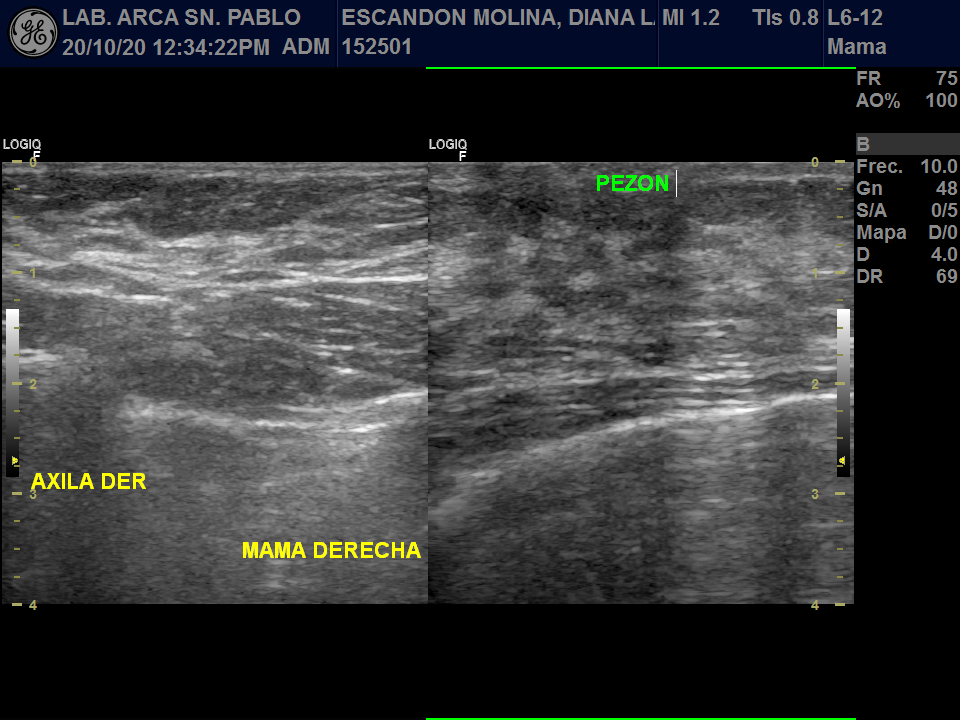 LAB. ARCA SN. PABLO
20/10/20 12:34:22PM ADM
ESCANDON MOLINA, DIANA L
152501
MI 1.2 TIs 0.8
L6-12
Mama
FR 75
AO% 100
B
Frec. 10.0
Gn 48
S/A 0/5
Mapa D/0
D 4.0
DR 69
LOGIQ
F
0
1
2
3
4
AXILA DER
MAMA DERECHA
LOGIQ
F
PEZON
0
1
2
3
4